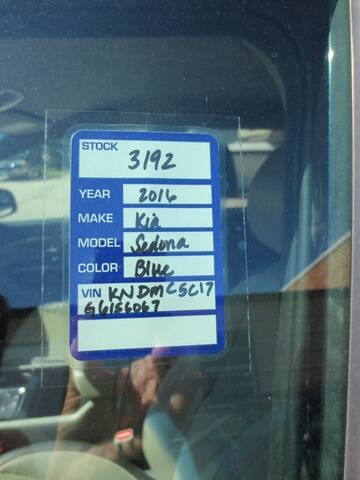 STOCK 3192
YEAR 2016
MAKE Kia
MODEL Sedona
COLOR Blue
VIN KNDMC5C17
G6156067